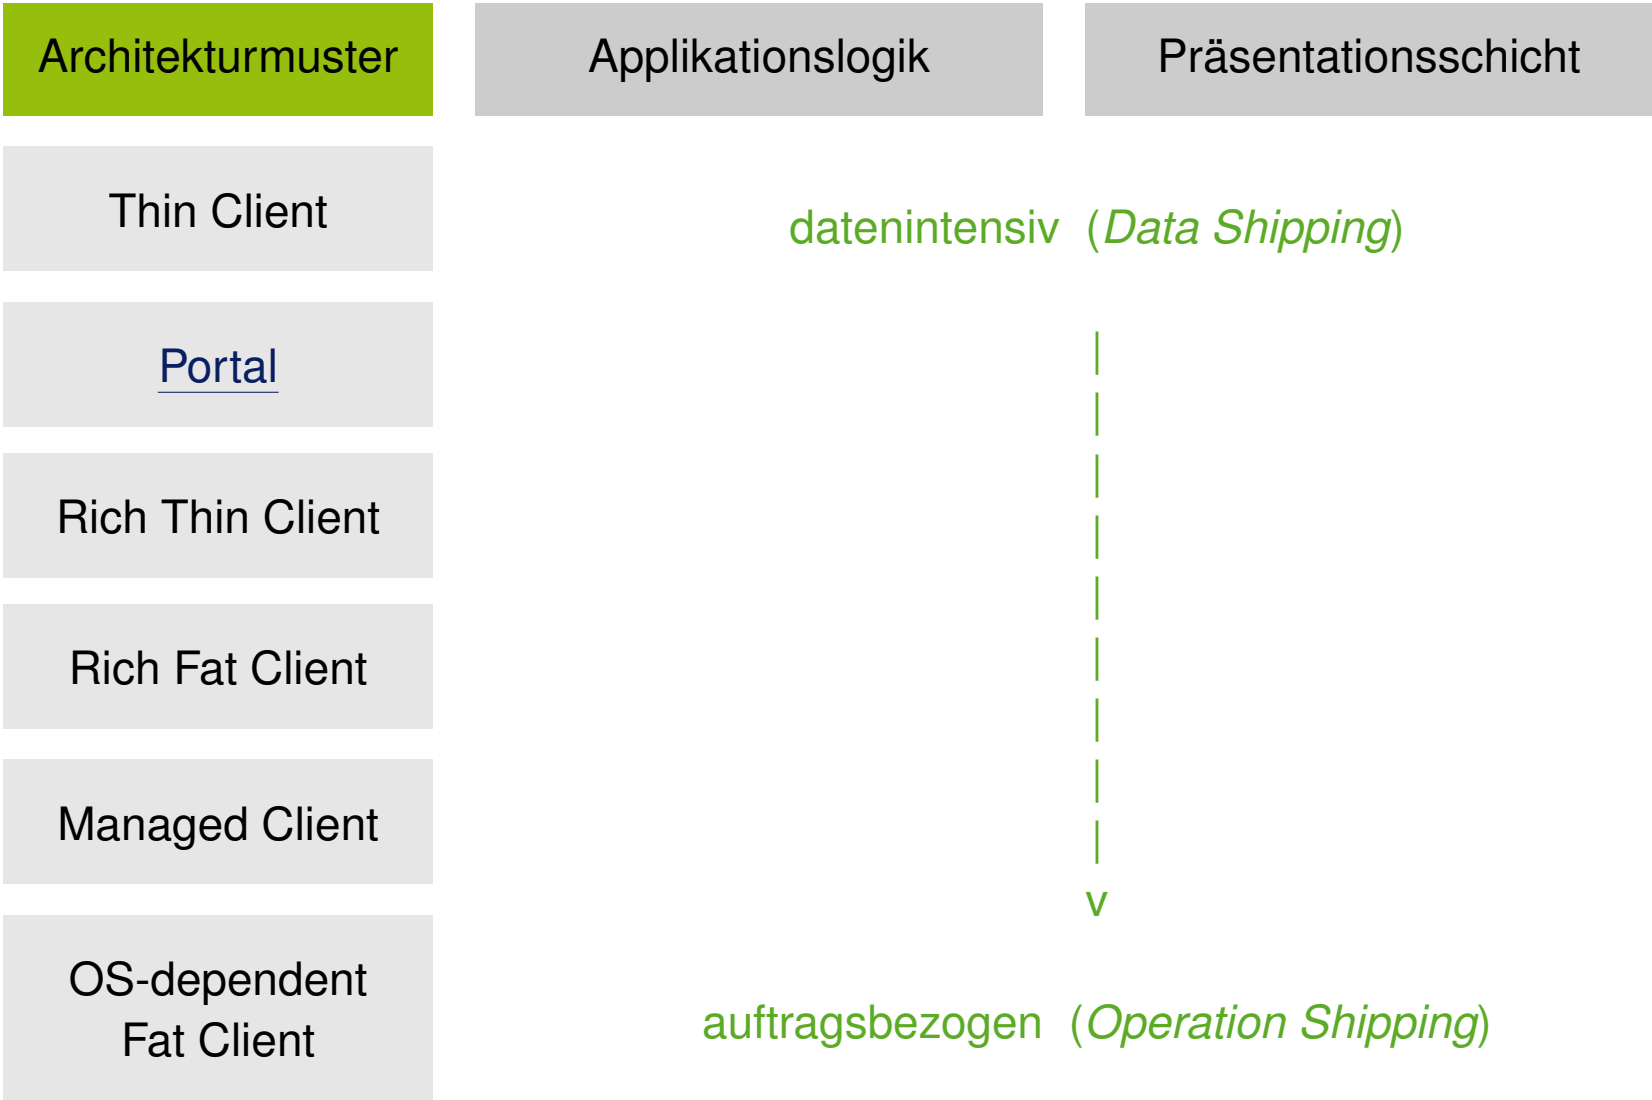 Architekturmuster
Applikationslogik
Präsentationsschicht
Thin Client
datenintensiv (Data Shipping)
Portal
Rich Thin Client
Rich Fat Client
Managed Client
v
OS-dependent
Fat Client
auftragsbezogen (Operation Shipping)